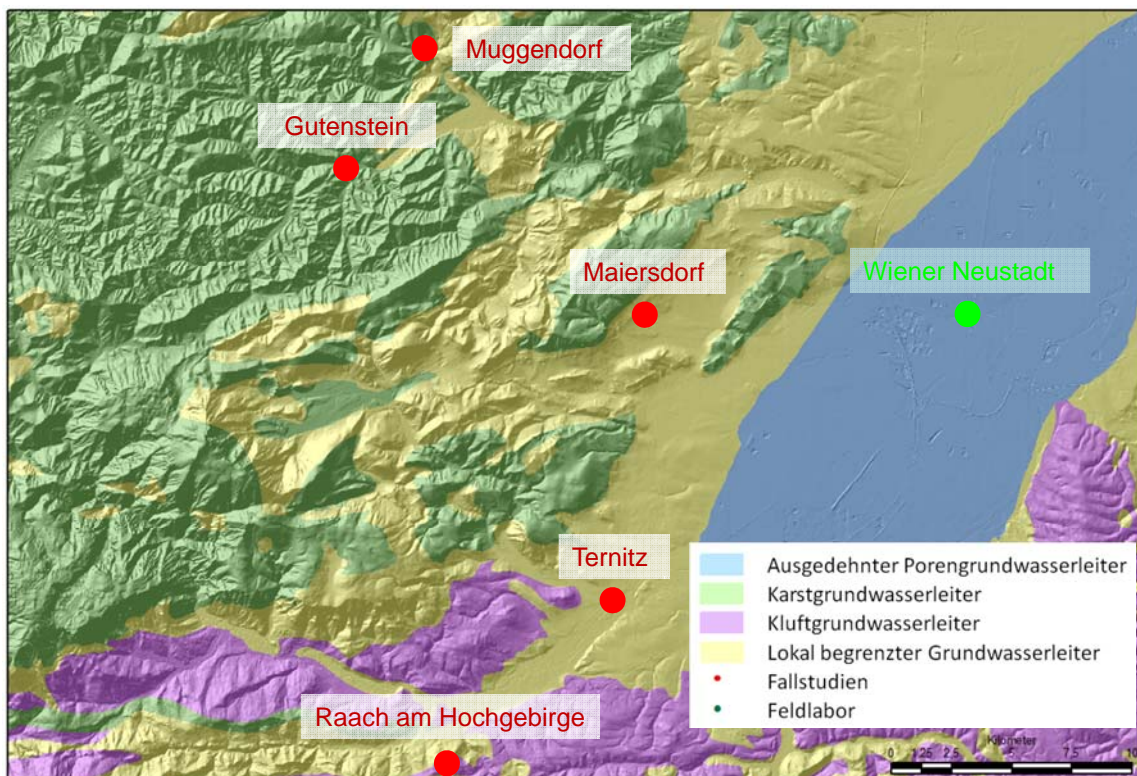 Muggendorf
Gutenstein
Maiersdorf
Wiener Neustadt
Ternitz
Raach am Hochgebirge
Ausgedehnter Porengrundwasserleiter
Karstgrundwasserleiter
Kluftgrundwasserleiter
Lokal begrenzter Grundwasserleiter
Fallstudien
Feldlabor
Kilometer
0 1.25 2.5 5 7.5 10